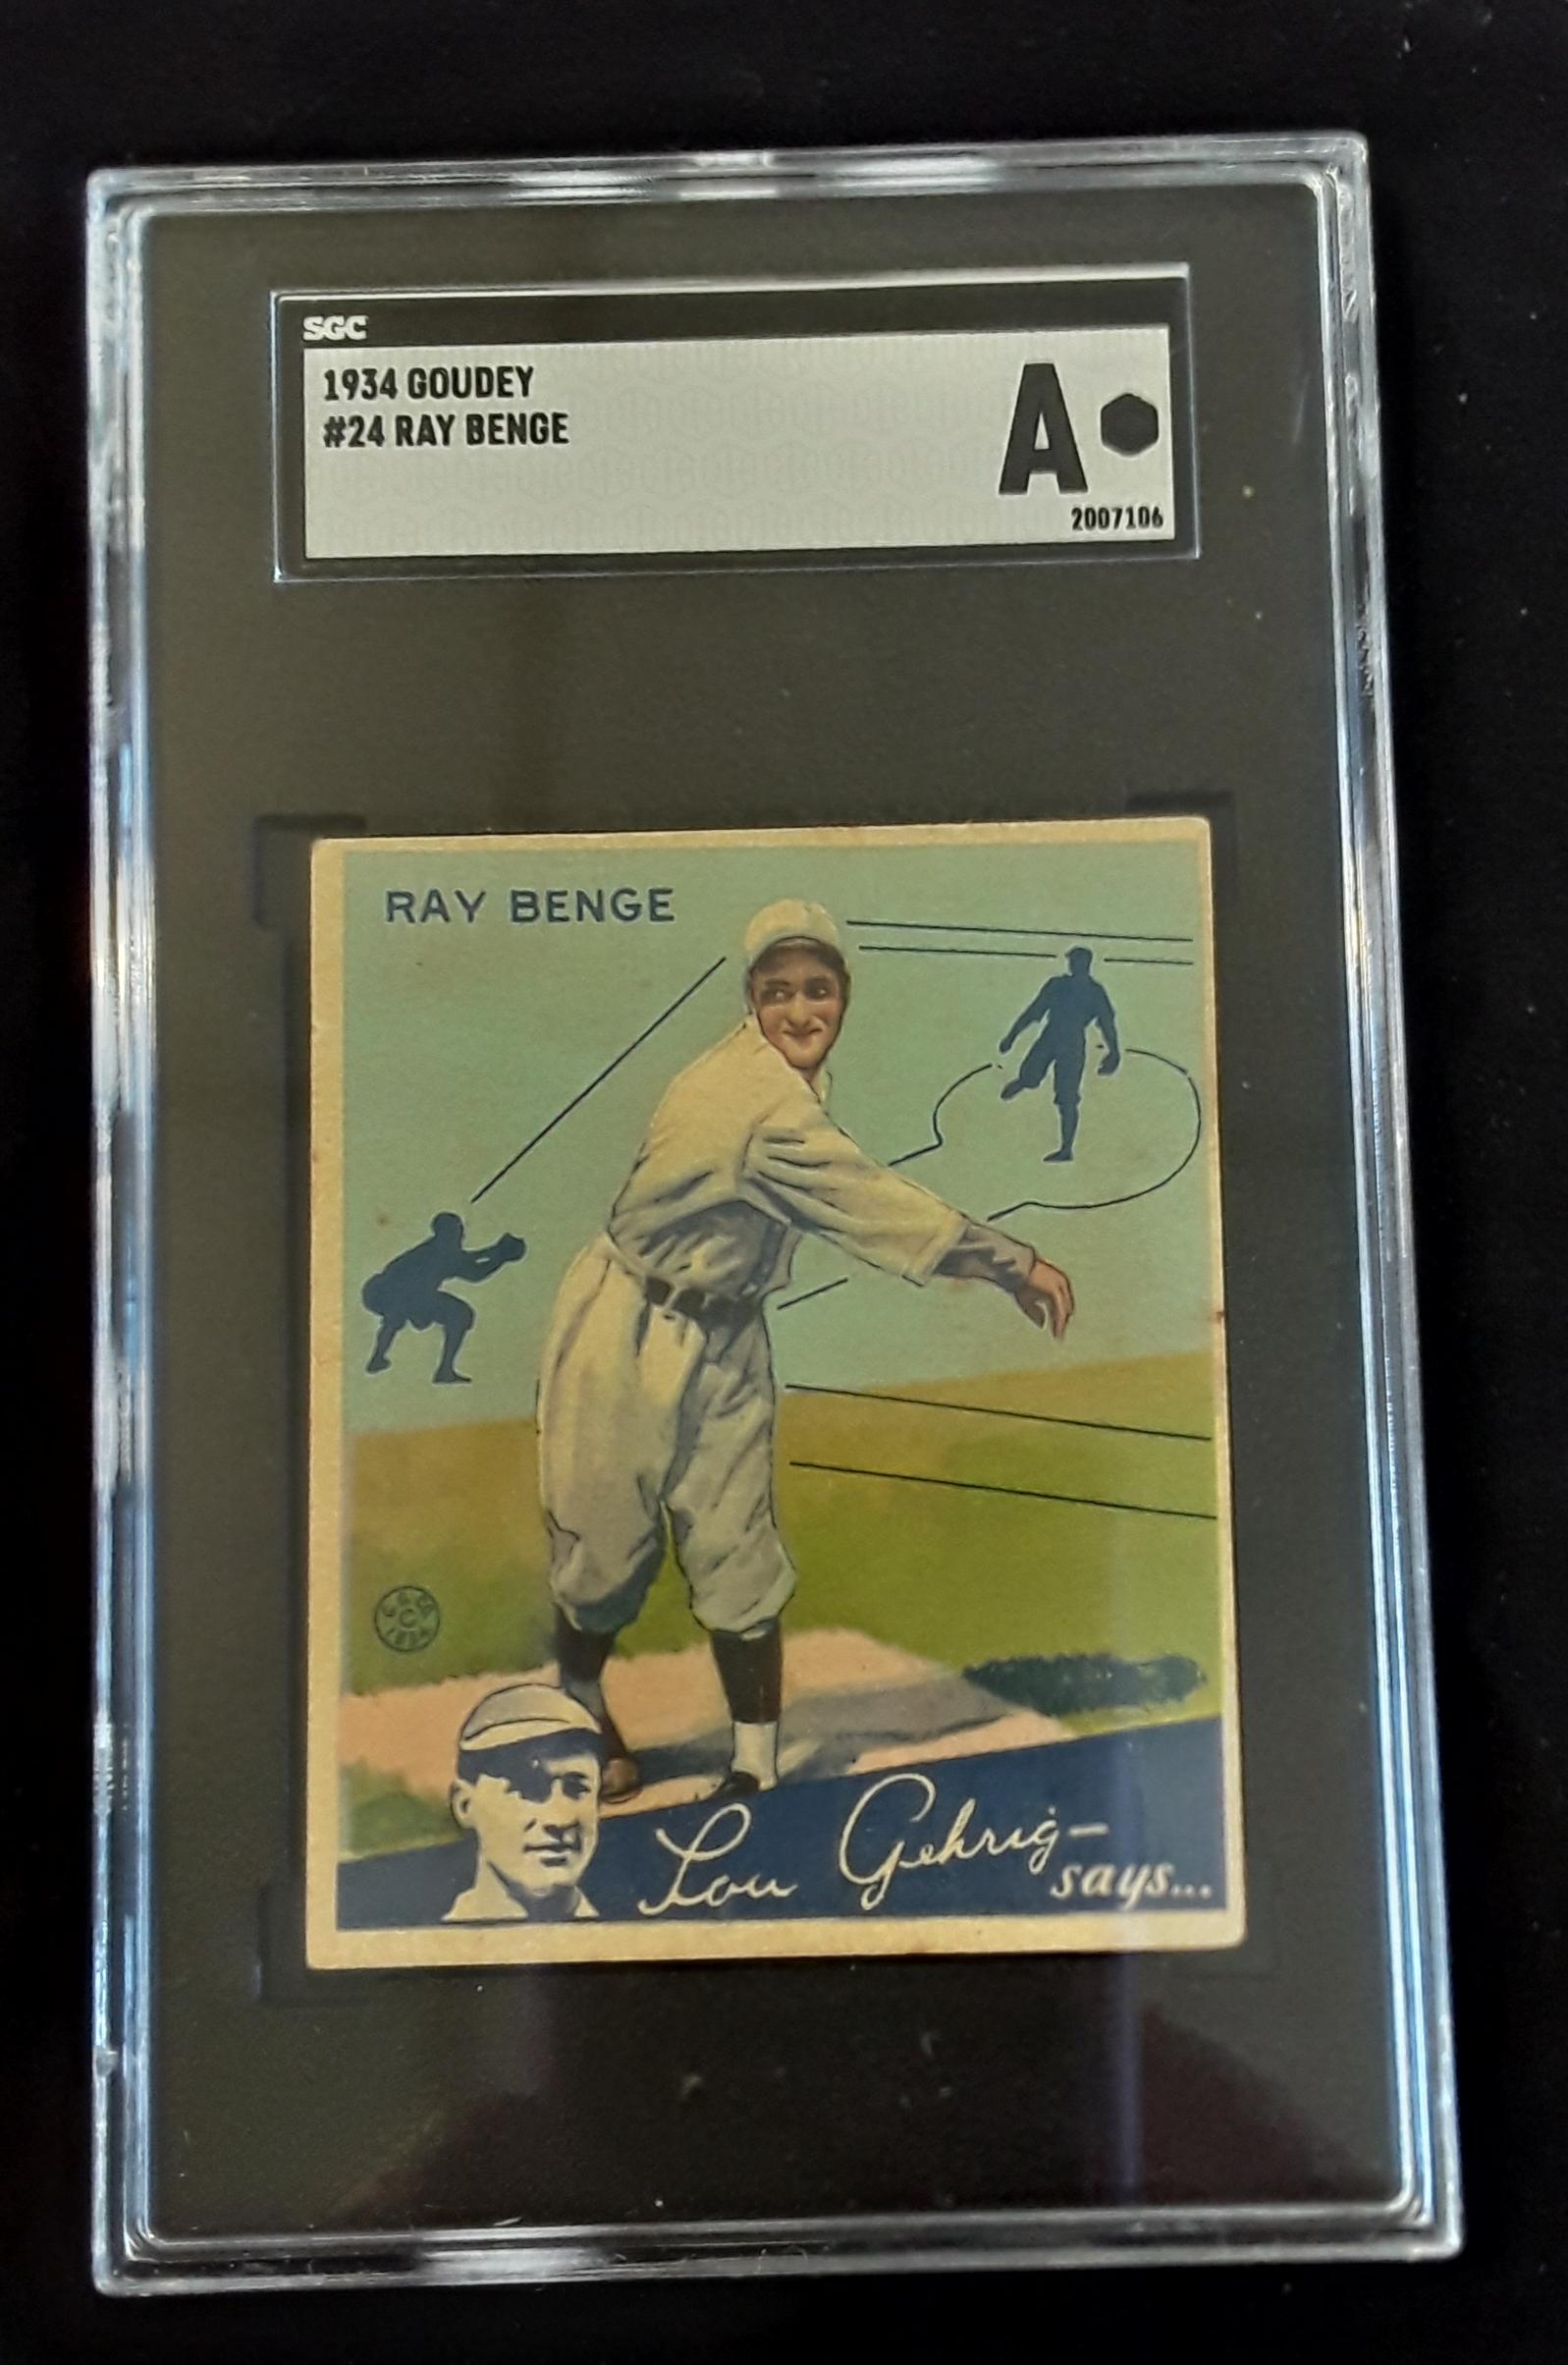 SGC
1934 GOUDEY
#24 RAY BENGE
A
2007106
RAY BENGE
Lou Gehrig—
says...